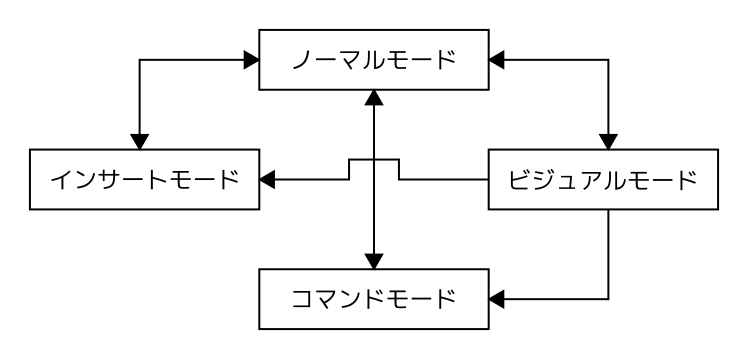 ノーマルモード
インサートモード
ビジュアルモード
コマンドモード